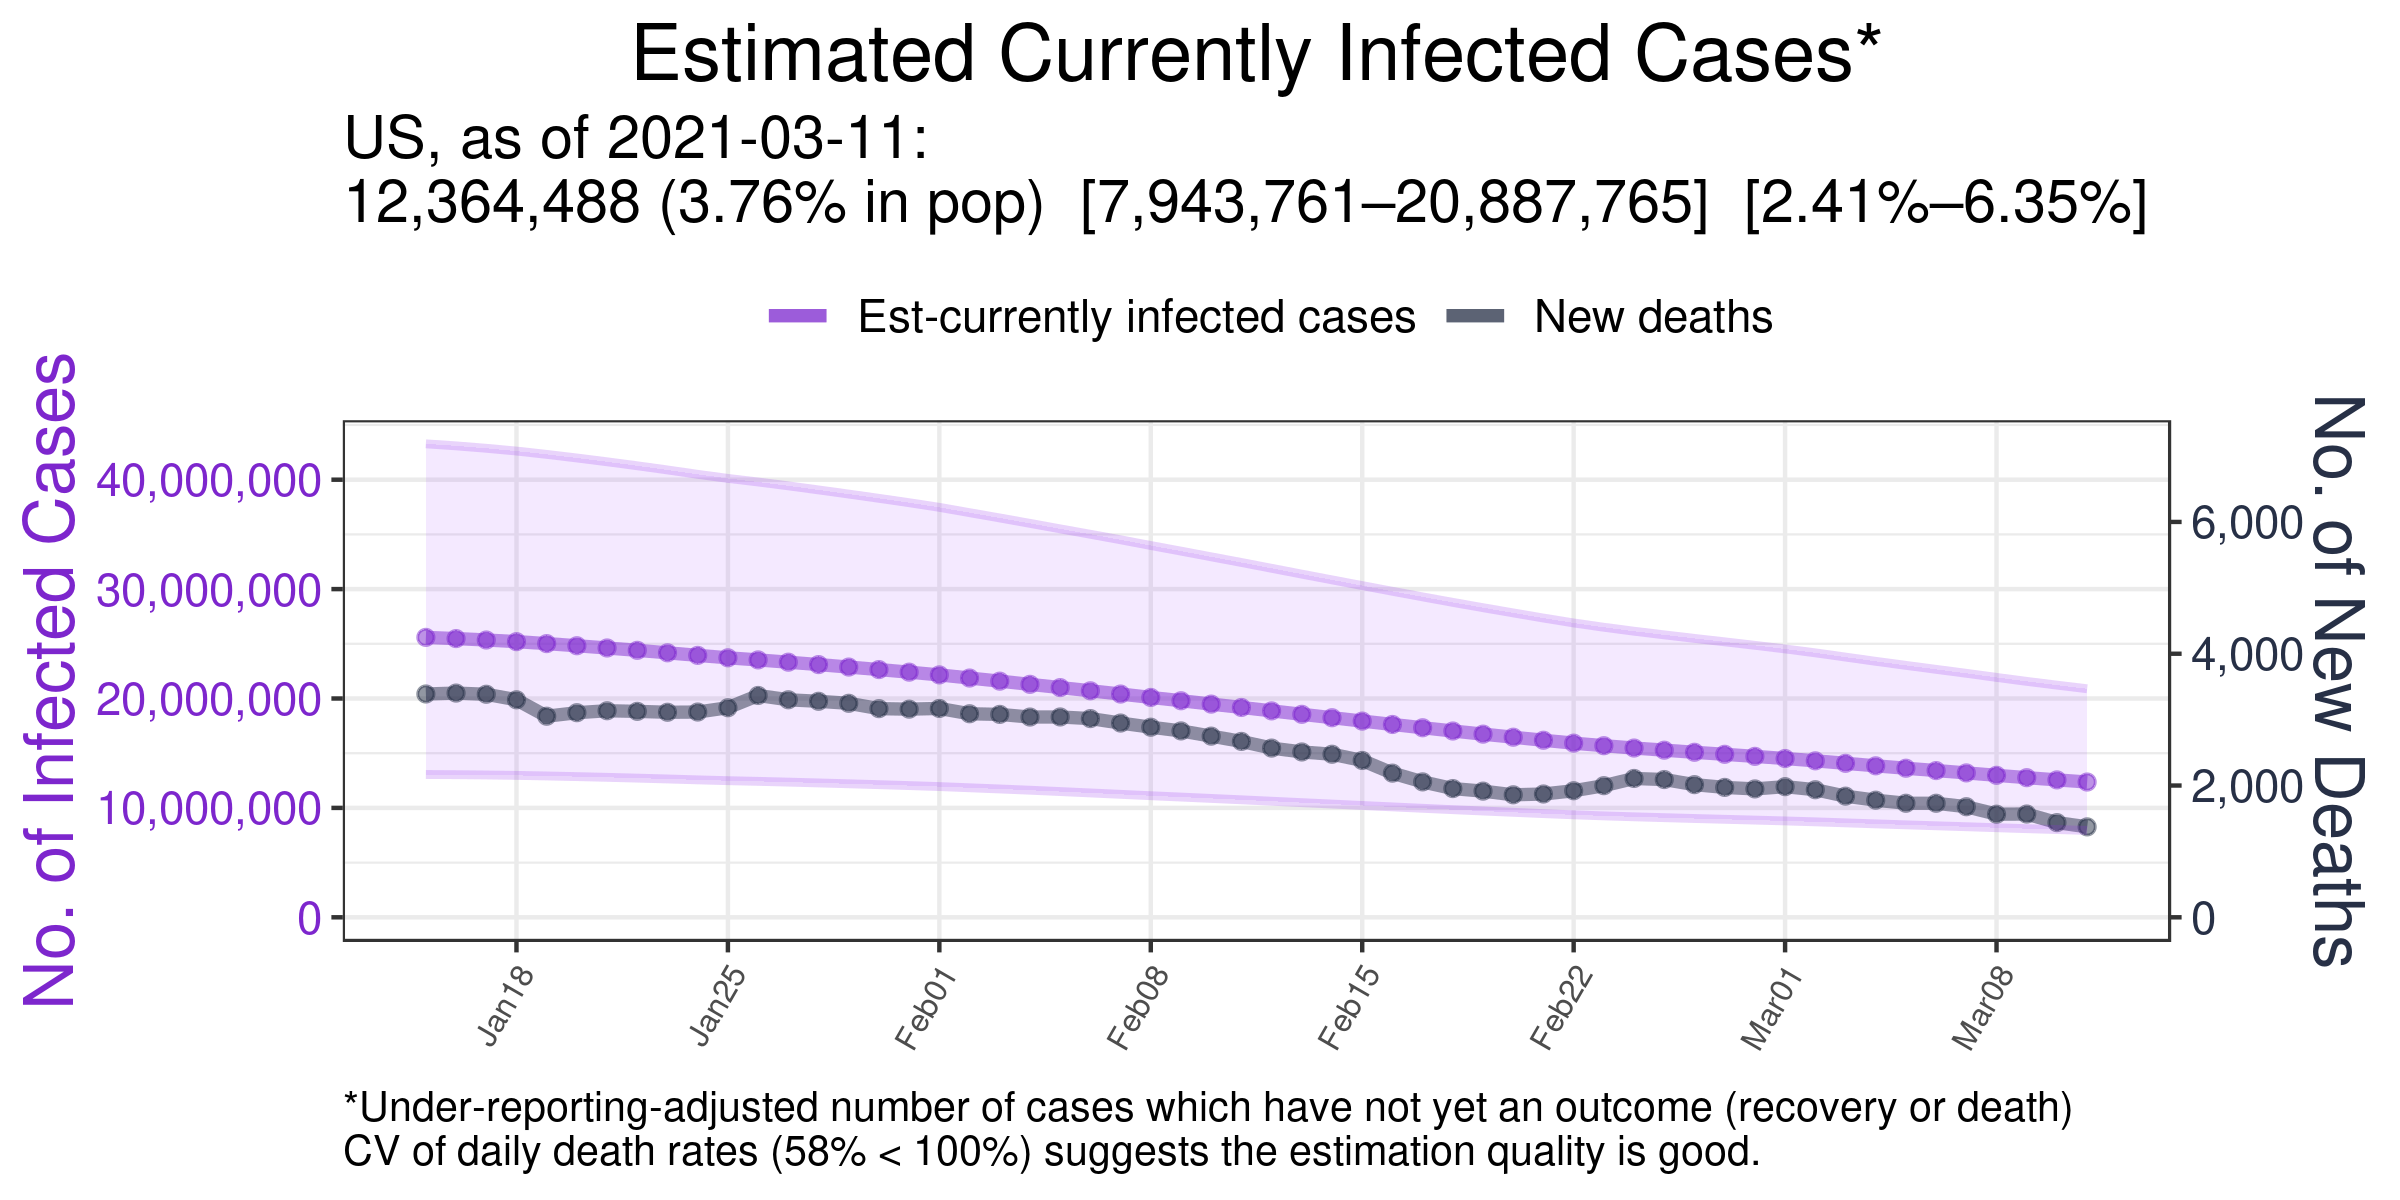 Estimated Currently Infected Cases*
US, as of 2021-03-11:
12,364,488 (3.76% in pop)  [7,943,761–20,887,765]  [2.41%–6.35%]
Est-currently infected cases
New deaths
No. of Infected Cases
40,000,000
30,000,000
20,000,000
10,000,000
0
No. of New Deaths
6,000
4,000
2,000
0
Jan18
Jan25
Feb01
Feb08
Feb15
Feb22
Mar01
Mar08
*Under-reporting-adjusted number of cases which have not yet an outcome (recovery or death)
CV of daily death rates (58% < 100%) suggests the estimation quality is good.